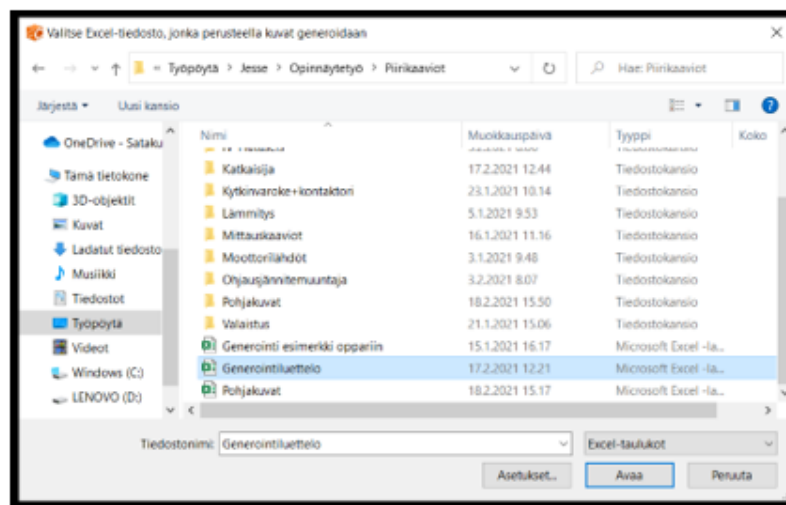 Valitse Excel-tiedosto, jonka perusteella kuvat generoidaan
« Työpöytä > Jesse > Opinnäytetyö > Piirikaaviot
Hae: Piirikaaviot
Järjestä Uusi kansio
Nimi Muokkauspäivä Tyyppi Koko
OneDrive - Sataku
Tämä tietokone
3D-objektit
Kuvat
Ladatut tiedosto
Musiikki
Tiedostot
Työpöytä
Videot
Windows (C:)
LENOVO (D:)
Tiedostokansio
Katkaisija 17.2.2021 12.44 Tiedostokansio
Kytkinvaroke+kontaktori 23.1.2021 10.14 Tiedostokansio
Lämmitys 5.1.2021 9.53 Tiedostokansio
Mittauskaaviot 16.1.2021 11.16 Tiedostokansio
Moottorilähdöt 3.1.2021 9.48 Tiedostokansio
Ohjausjännitemuuntaja 3.2.2021 8.07 Tiedostokansio
Pohjakuvat 18.2.2021 15.50 Tiedostokansio
Valaistus 21.1.2021 15.06 Tiedostokansio
Generointi esimerkki oppariin 15.1.2021 16.17 Microsoft Excel -la...
Generointiluettelo 17.2.2021 12.21 Microsoft Excel -la...
Pohjakuvat 18.2.2021 15.17 Microsoft Excel -la...
Tiedostonimi: Generointiluettelo Excel-taulukot
Asetukset... Avaa Peruuta